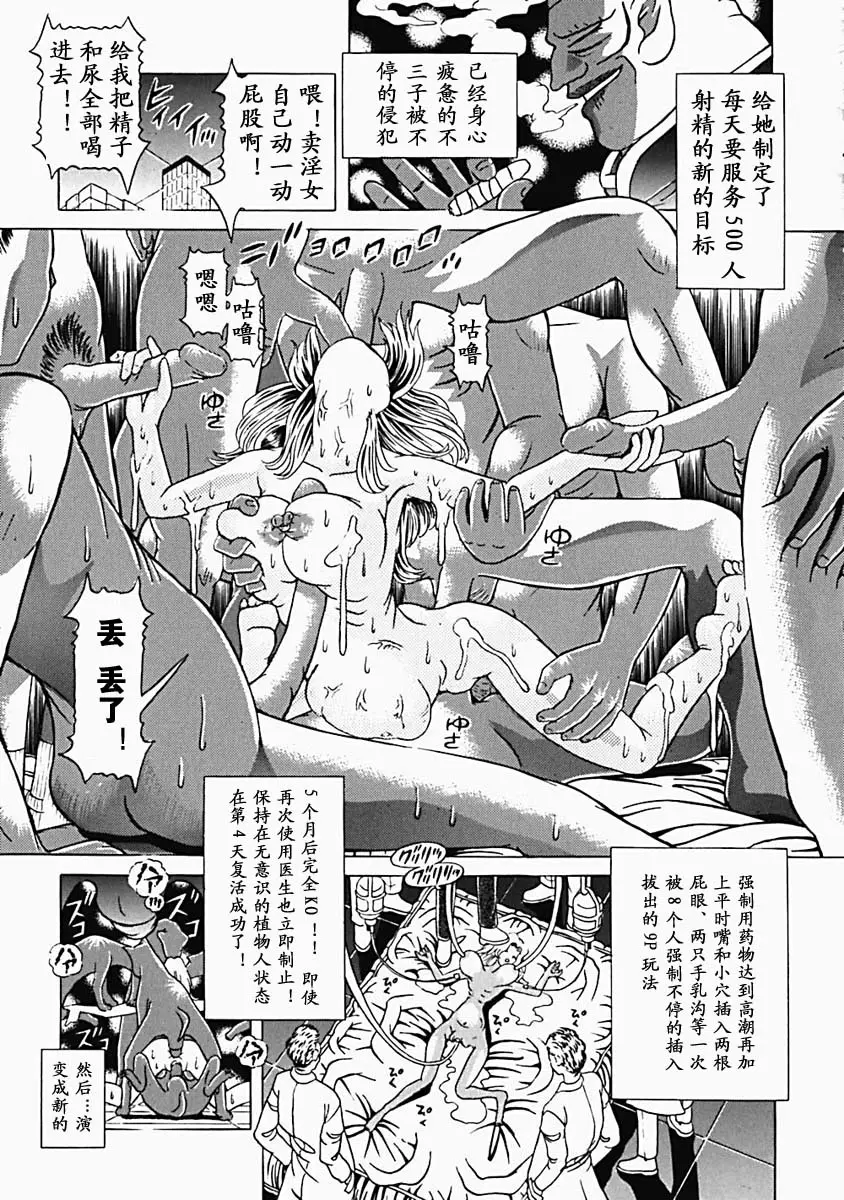 给她制定了
每天要服务500人
射精的新的目标
已经身心
疲惫的不
三子被不
停的侵犯
喂！卖淫女
自己动一动
屁股啊！
给我把精子
和尿全部喝
进去！！
咕噜
咕噜
嗯嗯
ゆさ
ゆさ
ゆさ
丢 丢了！
强制用药物达到高潮再加
上平时嘴和小穴插入两根
屁眼、两只手乳沟等一次
被8个人强制不停的插入
拔出的9P玩法
5个月后完全KO！！ 即使
再次使用医生也立即制止！
保持在无意识的植物人状态
在第4天复活成功了！
ズコ
ズコ
然后…演
变成新的